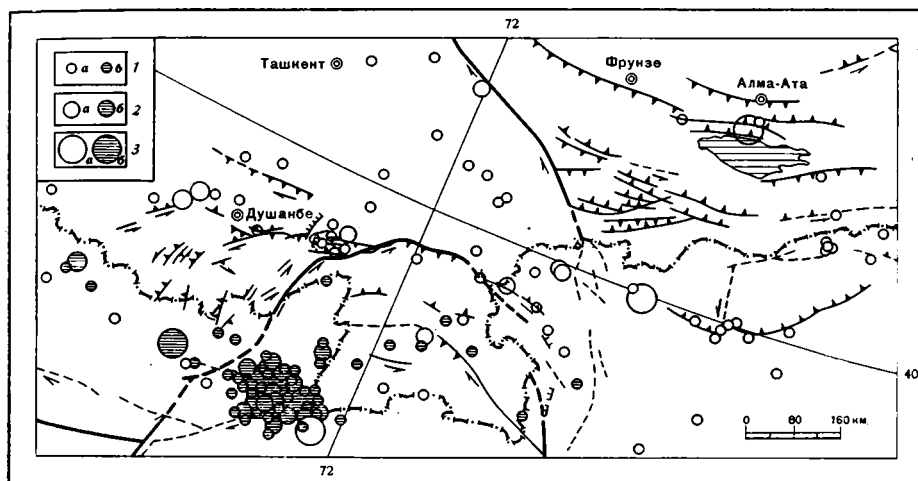 72
Ташкент
Фрунзе
Алма-Ата
а б 1
а б 2
а б 3
Душанбе
40
0 80 160 км
72